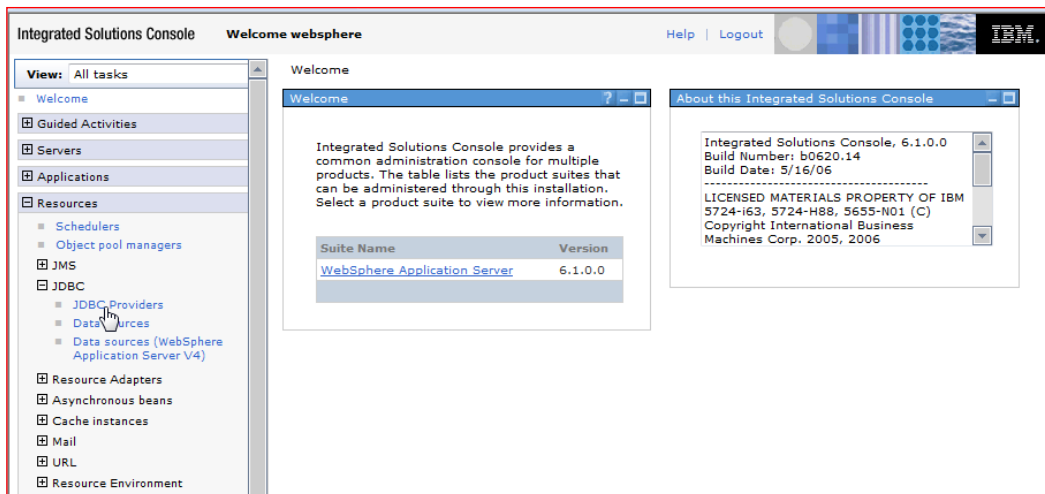 Integrated Solutions Console Welcome websphere Help | Logout IBM.
View: All tasks
Welcome
Guided Activities
Servers
Applications
Resources
Schedulers
Object pool managers
JMS
JDBC
JDBC Providers
Data sources
Data sources (WebSphere
Application Server V4)
Resource Adapters
Asynchronous beans
Cache instances
Mail
URL
Resource Environment
Welcome
Welcome ?
Integrated Solutions Console provides a
common administration console for multiple
products. The table lists the product suites that
can be administered through this installation.
Select a product suite to view more information.
Suite Name Version
WebSphere Application Server 6.1.0.0
About this Integrated Solutions Console
Integrated Solutions Console, 6.1.0.0
Build Number: b0620.14
Build Date: 5/16/06
----------------------------------------
LICENSED MATERIALS PROPERTY OF IBM
5724-i63, 5724-H88, 5655-N01 (C)
Copyright International Business
Machines Corp. 2005, 2006